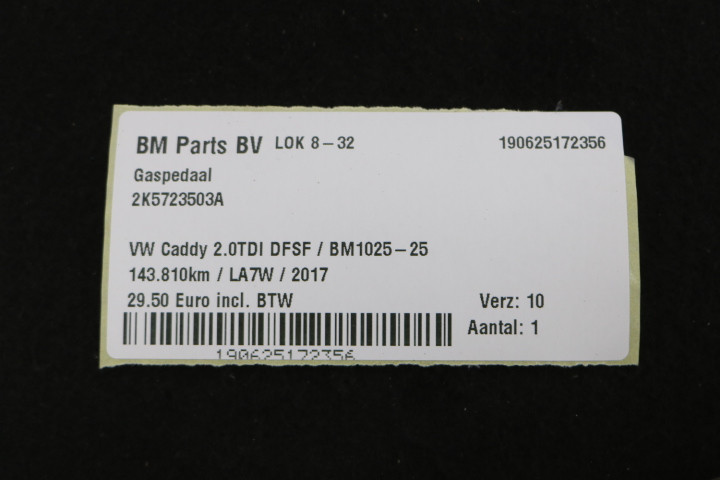 BM Parts BV LOK 8-32 190625172356
Gaspedaal
2K5723503A
VW Caddy 2.0TDI DFSF / BM1025-25
143.810km / LA7W / 2017
29.50 Euro incl. BTW Verz: 10
Aantal: 1
190625172356